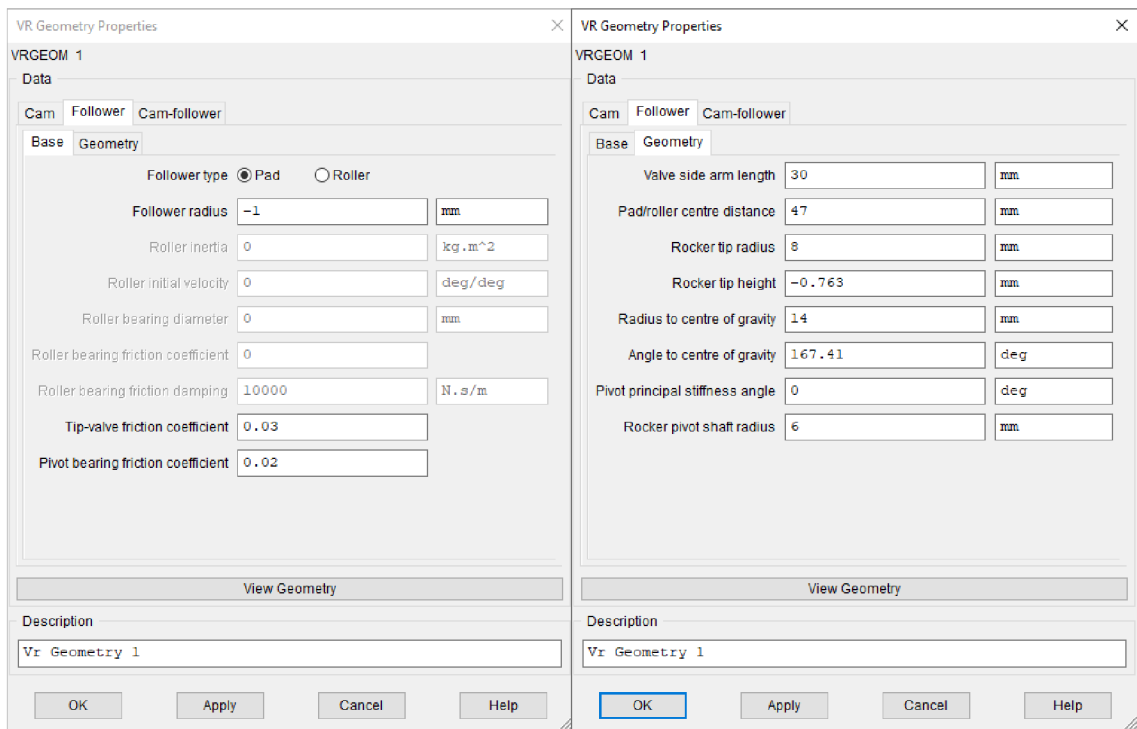 VR Geometry Properties
VRGEOM 1
Data
Cam Follower Cam-follower
Base Geometry
Follower type Pad Roller
Follower radius -1 mm
Roller inertia 0 kg.m^2
Roller initial velocity 0 deg/deg
Roller bearing diameter 0 mm
Roller bearing friction coefficient 0
Roller bearing friction damping 10000 N.s/m
Tip-valve friction coefficient 0.03
Pivot bearing friction coefficient 0.02
View Geometry
Description
Vr Geometry 1
OK Apply Cancel Help
VR Geometry Properties
VRGEOM 1
Data
Cam Follower Cam-follower
Base Geometry
Valve side arm length 30 mm
Pad/roller centre distance 47 mm
Rocker tip radius 8 mm
Rocker tip height -0.763 mm
Radius to centre of gravity 14 mm
Angle to centre of gravity 167.41 deg
Pivot principal stiffness angle 0 deg
Rocker pivot shaft radius 6 mm
View Geometry
Description
Vr Geometry 1
OK Apply Cancel Help